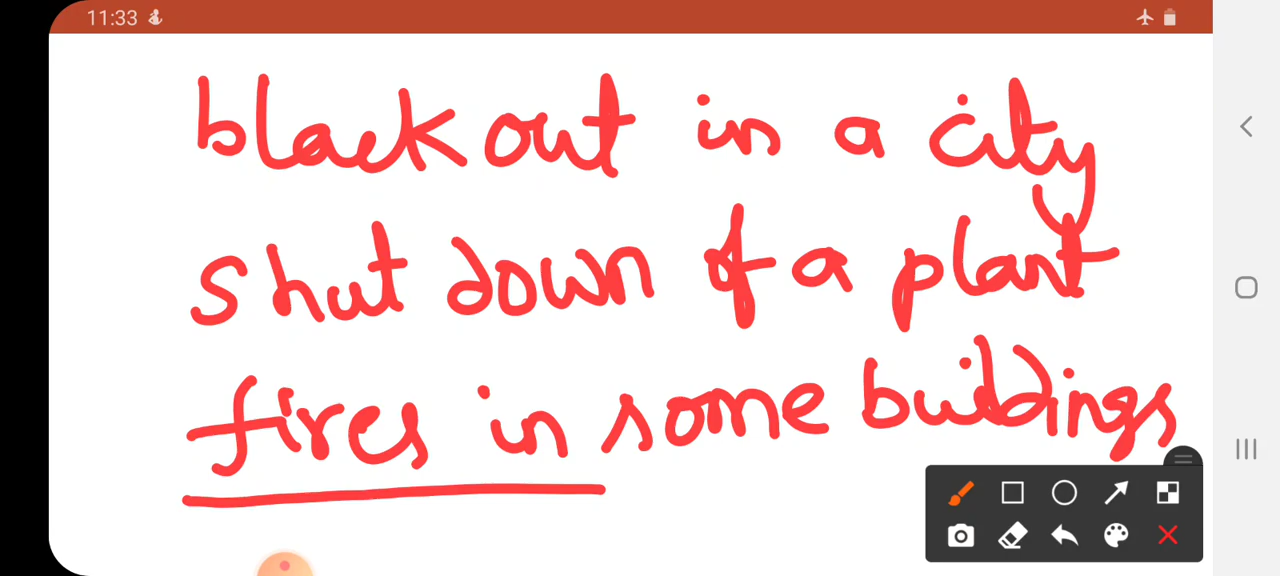 11:33
blackout in a city
shut down of a plant
fires in some buildings